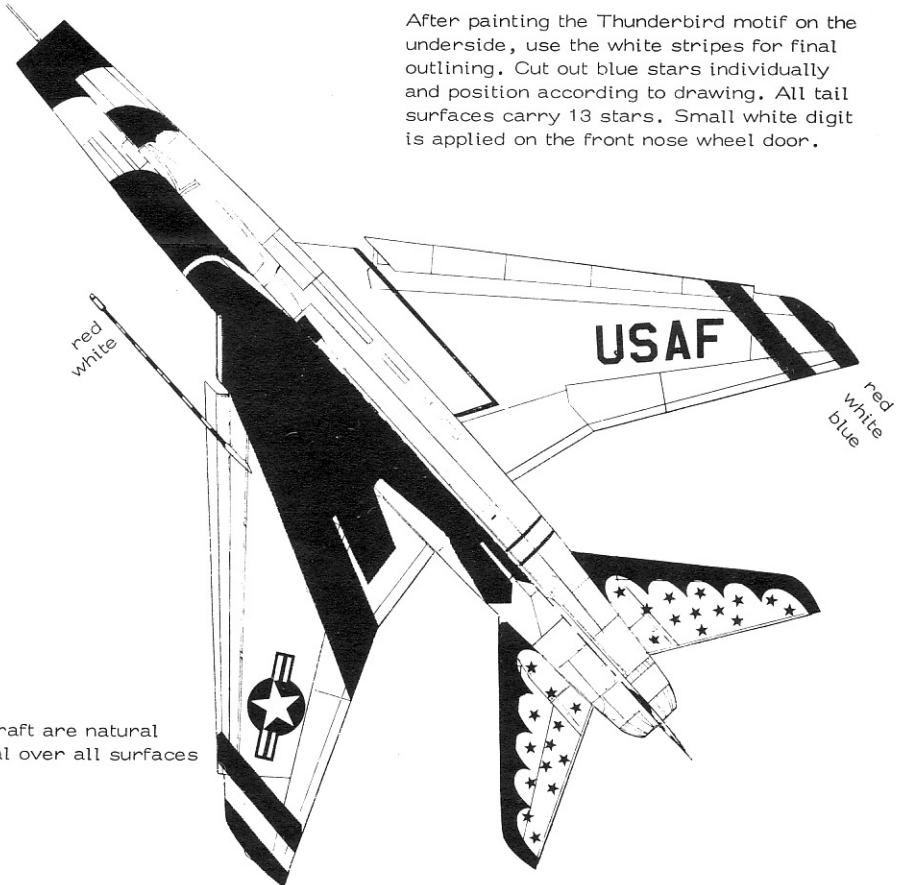 After painting the Thunderbird motif on the
underside, use the white stripes for final
outlining. Cut out blue stars individually
and position according to drawing. All tail
surfaces carry 13 stars. Small white digit
is applied on the front nose wheel door.
USAF
red
white
red
white
blue
raft are natural
l over all surfaces